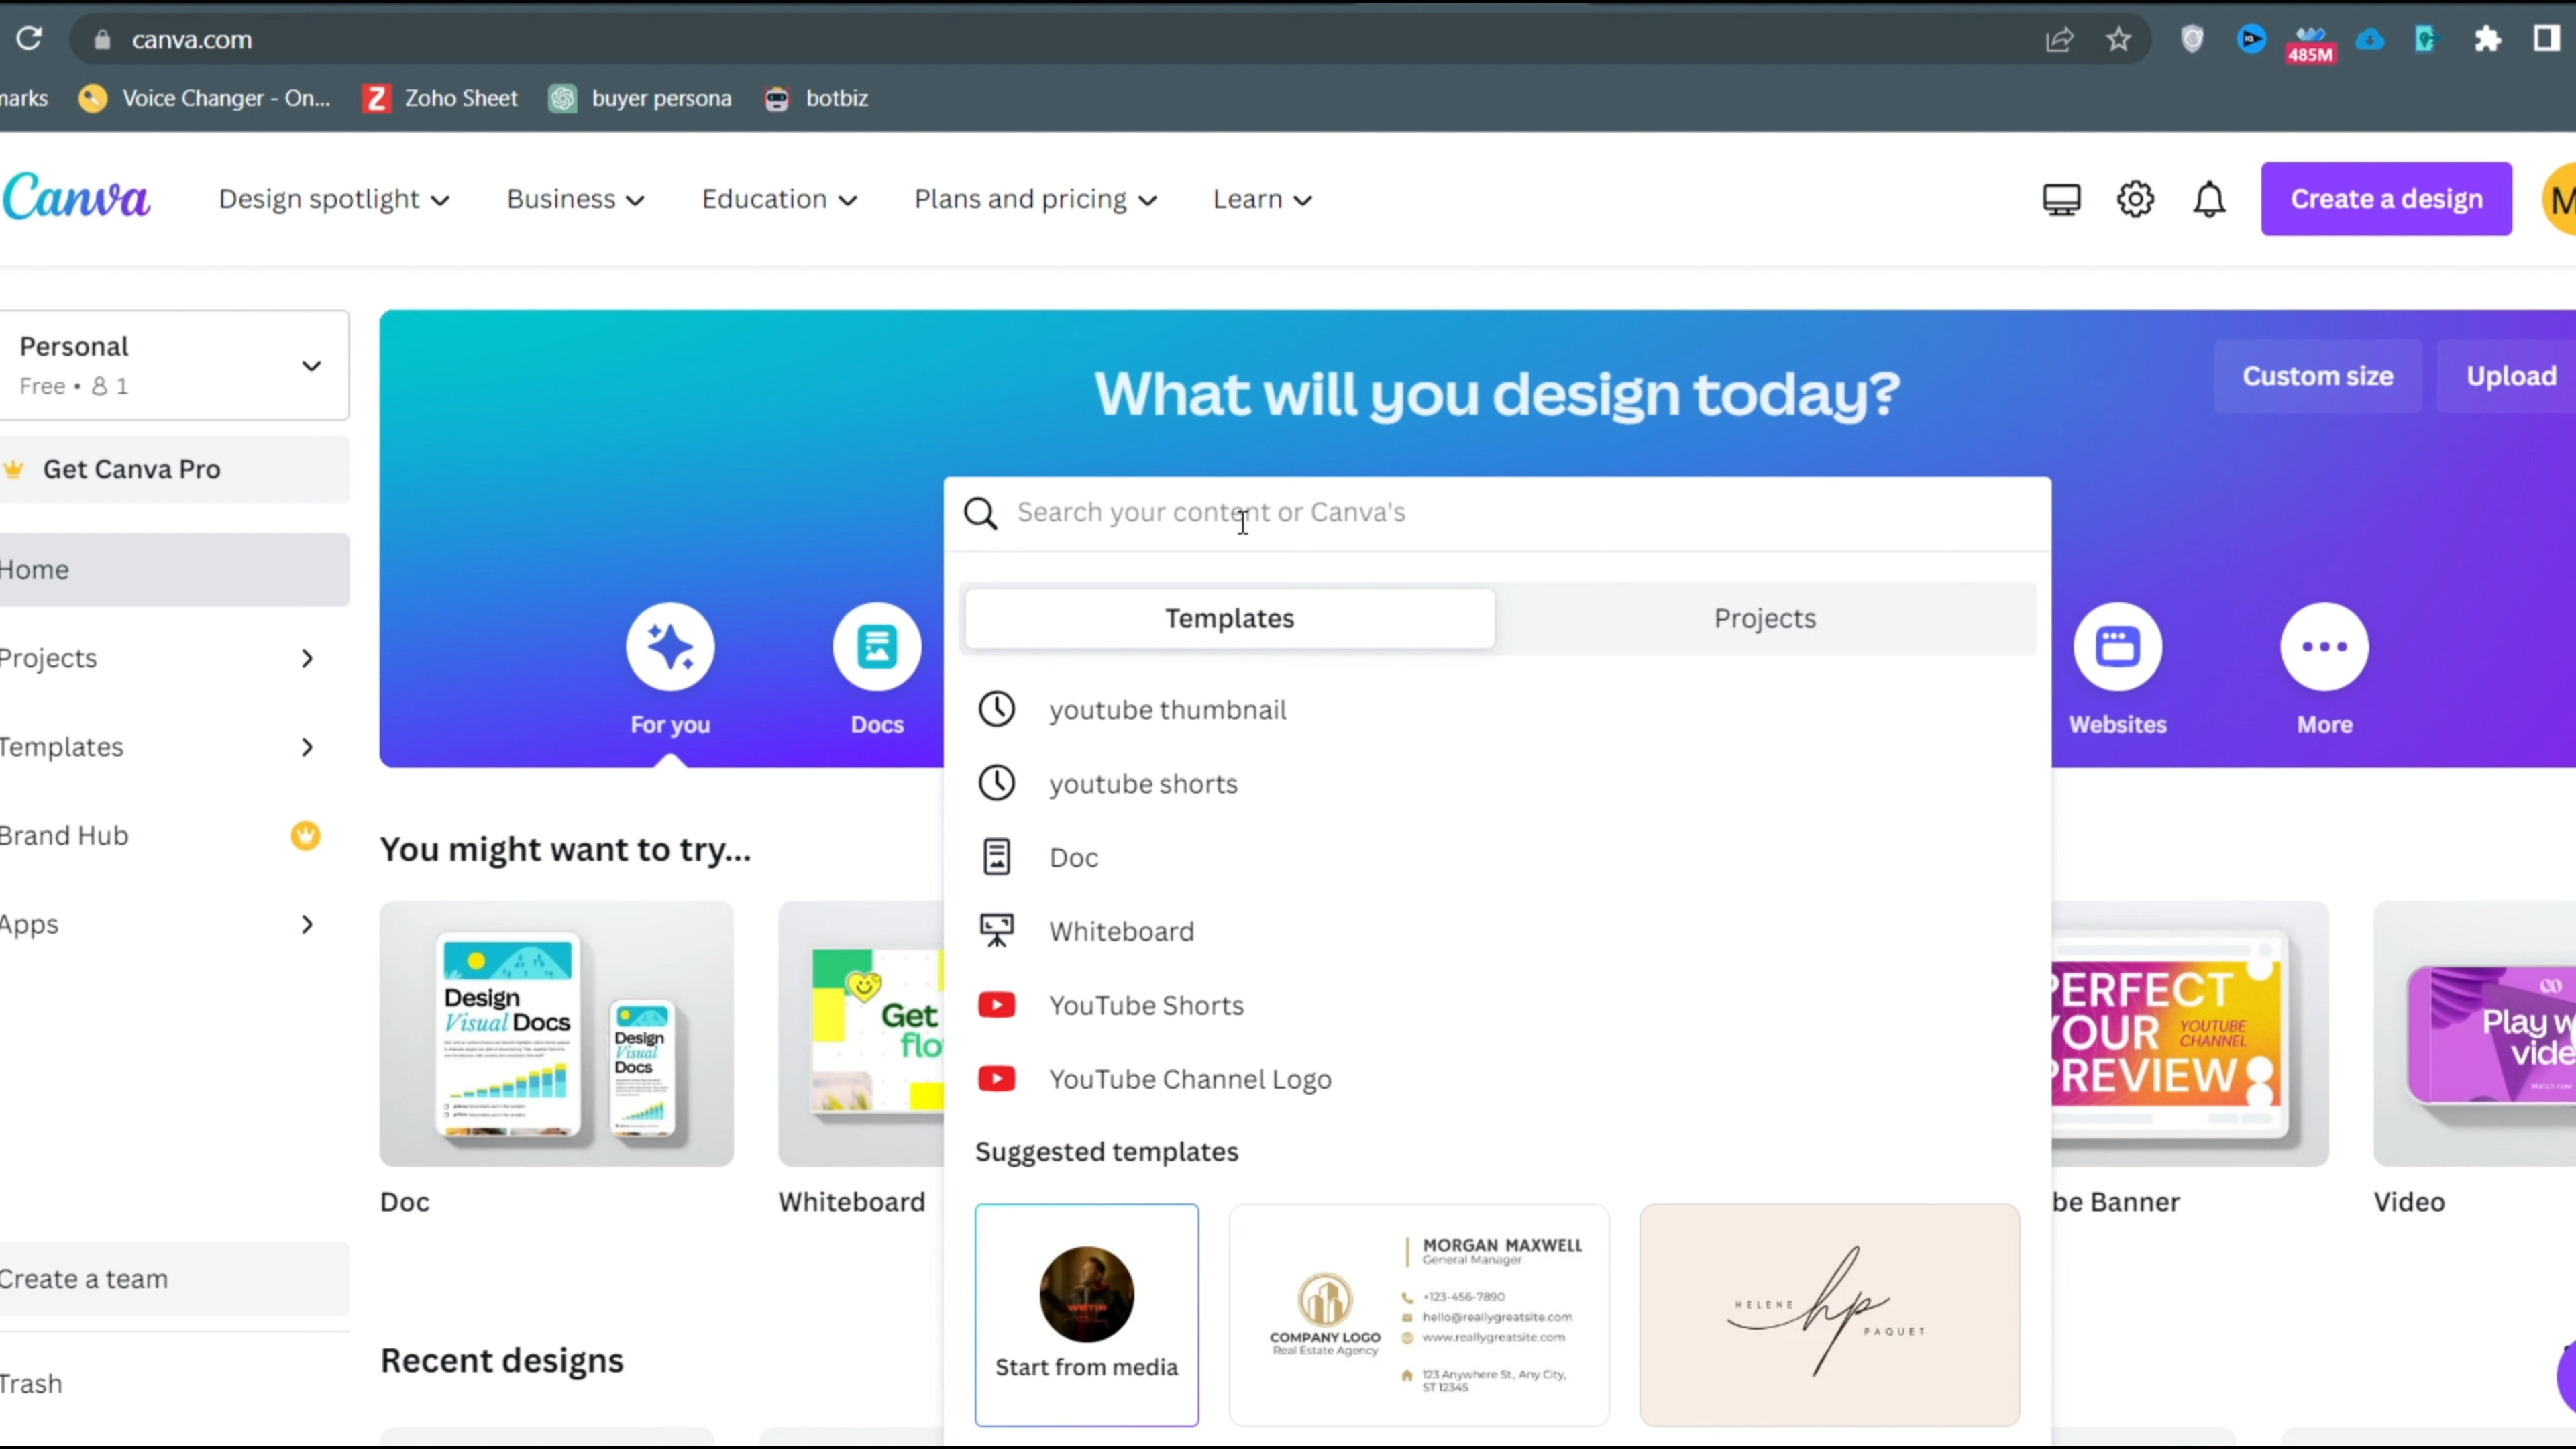 canva.com
485M
marks
Voice Changer - On...
Zoho Sheet
buyer persona
botbiz
Canva
Design spotlight
Business
Education
Plans and pricing
Learn
Create a design
M
Personal
Free • 1
Get Canva Pro
Home
Projects
Templates
Brand Hub
Apps
Create a team
Trash
What will you design today?
Custom size
Upload
Search your content or Canva's
Templates
Projects
For you
Docs
Websites
More
youtube thumbnail
youtube shorts
Doc
Whiteboard
YouTube Shorts
YouTube Channel Logo
Suggested templates
Start from media
COMPANY LOGO
Real Estate Agency
MORGAN MAXWELL
General Manager
+123-456-7890
hello@reallygreatsite.com
www.reallygreatsite.com
123 Anywhere St., Any City,
ST 12345
HELENE
hp
PAQUET
You might want to try...
Design
Visual Docs
Design
Visual
Docs
Get
flo
PERFECT
YOUR
YOUTUBE
CHANNEL
PREVIEW
Play w
vide
Doc
Whiteboard
be Banner
Video
Recent designs